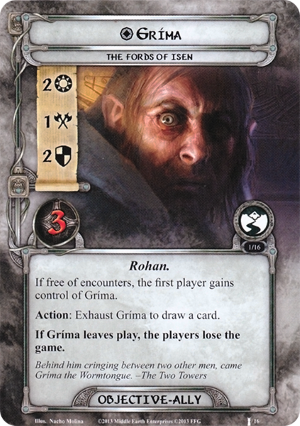 Gríma
THE FORDS OF ISEN
2
1
2
3
1/16
Rohan.
If free of encounters, the first player gains
control of Gríma.
Action: Exhaust Gríma to draw a card.
If Gríma leaves play, the players lose the
game.
Behind him cringing between two other men, came
Gríma the Wormtongue. –The Two Towers
OBJECTIVE-ALLY
Illus. Nacho Molina
©2013 Middle Earth Enterprises ©2013 FFG
16